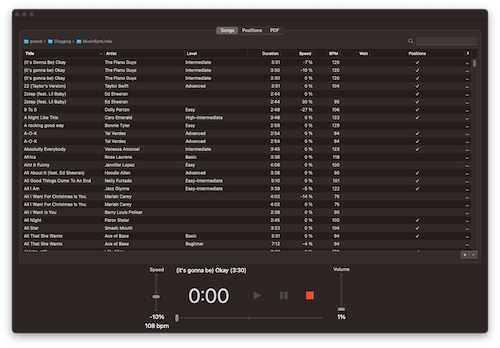 Songs Positions PDF
pascal › Clogging › MusicSyncLinks
Title Artist Level Duration Speed BPM Wait Positions
(It's Gonna Be) Okay The Piano Guys Intermediate 3:31 -7 % 120 ✓
(It's gonna be) Okay The Piano Guys Intermediate 3:30 -10 % 120 ✓
(It's gonna be) Okay The Piano Guys Intermediate 3:31 0 % 120 ✓
22 (Taylor's Version) Taylor Swift Advanced 3:51 0 % 104 ✓
2step (feat. Lil Baby) Ed Sheeran 2:44 0 % ✓
2step (feat. Lil Baby) Ed Sheeran 2:44 30 % 95 ✓
9 To 5 Dolly Parton Easy 2:48 -27 % 106 ✓
A Night Like This Caro Emerald High-Intermediate 3:46 0 % 123 ✓
A rocking good way Bonnie Tyler Easy 2:59 0 % 139
A-O-K Tai Verdes Advanced 2:54 0 % 94 ✓
A-O-K Tai Verdes Advanced 2:54 0 % 94 ✓
Absolutely Everybody Vanessa Amorosi Intermediate 3:45 0 % 123 ✓
Africa Rose Laurens Basic 3:36 0 % 118
Aint It Funny Jennifer Lopez Easy 4:06 0 % 100
All About It (feat. Ed Sheeran) Hoodie Allen Advanced 3:26 0 % 90 ✓
All Good Things Come To An End Nelly Furtado Easy-Intermediate 5:10 0 % 101 ✓
All I Am Jess Glynne Easy-Intermediate 3:39 -5 % 122 ✓
All I Want For Christmas Is You Mariah Carey 4:02 -14 % 75
All I Want For Christmas Is You Mariah Carey 4:02 0 % 75
All I Want Is You Barry Louis Polisar 2:38 0 % 90
All Night Parov Stelar 2:45 0 % 100 ✓
All Star Smash Mouth 3:22 0 % 104 ✓
All That She Wants Ace of Base Basic 3:31 0 % 94 ✓
All That She Wants Ace of Base Beginner 7:12 -4 % 94
Speed (it's gonna be) Okay (3:30) Volume
0:00
-10% 1%
108 bpm